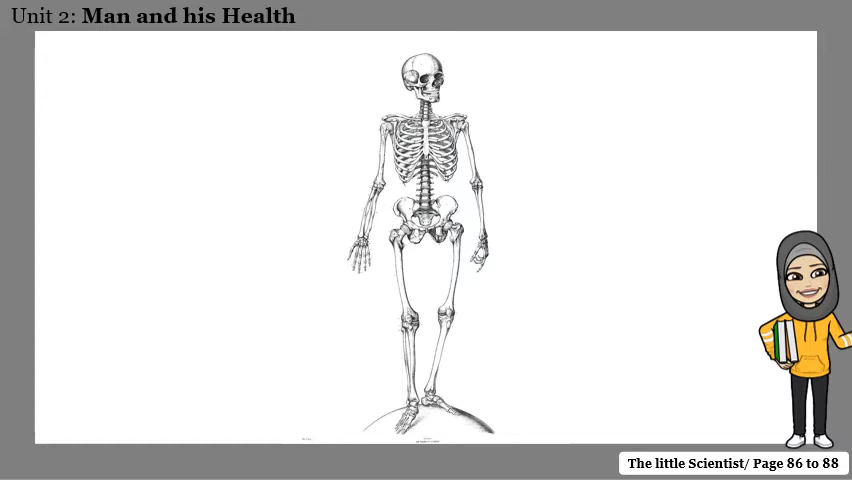 Unit 2: Man and his Health
The little Scientist/ Page 86 to 88